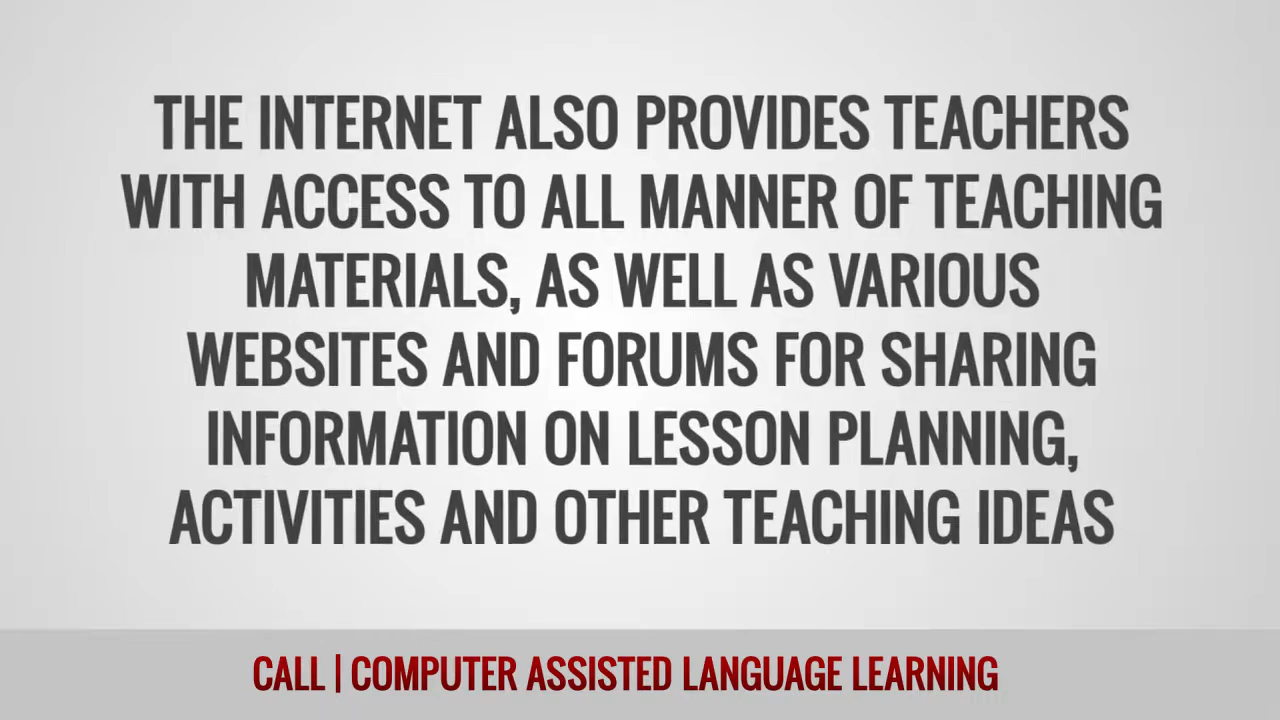 THE INTERNET ALSO PROVIDES TEACHERS
WITH ACCESS TO ALL MANNER OF TEACHING
MATERIALS, AS WELL AS VARIOUS
WEBSITES AND FORUMS FOR SHARING
INFORMATION ON LESSON PLANNING,
ACTIVITIES AND OTHER TEACHING IDEAS
CALL | COMPUTER ASSISTED LANGUAGE LEARNING